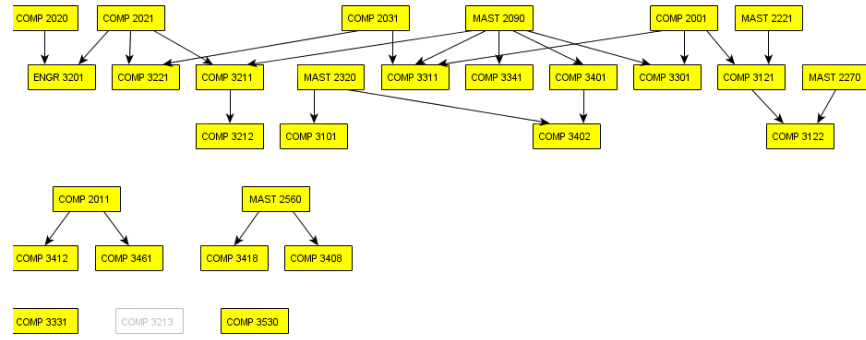 COMP 2020
COMP 2021
COMP 2031
MAST 2090
COMP 2001
MAST 2221
ENGR 3201
COMP 3221
COMP 3211
MAST 2320
COMP 3311
COMP 3341
COMP 3401
COMP 3301
COMP 3121
MAST 2270
COMP 3212
COMP 3101
COMP 3402
COMP 3122
COMP 2011
MAST 2560
COMP 3412
COMP 3461
COMP 3418
COMP 3408
COMP 3331
COMP 3213
COMP 3530